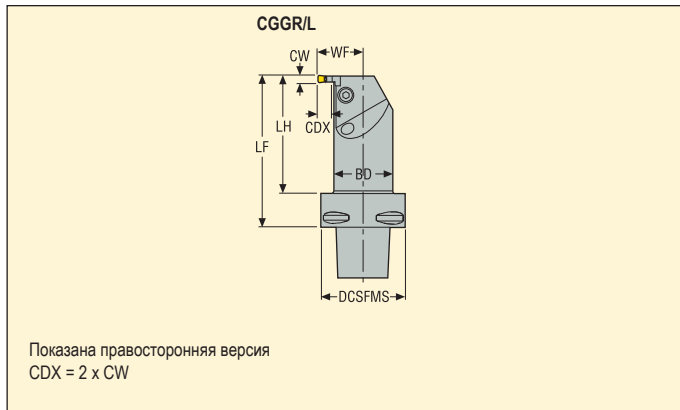 CGGR/L
CW
WF
CDX
LH
LF
BD
DCSFMS
Показана правосторонняя версия
CDX = 2 x CW